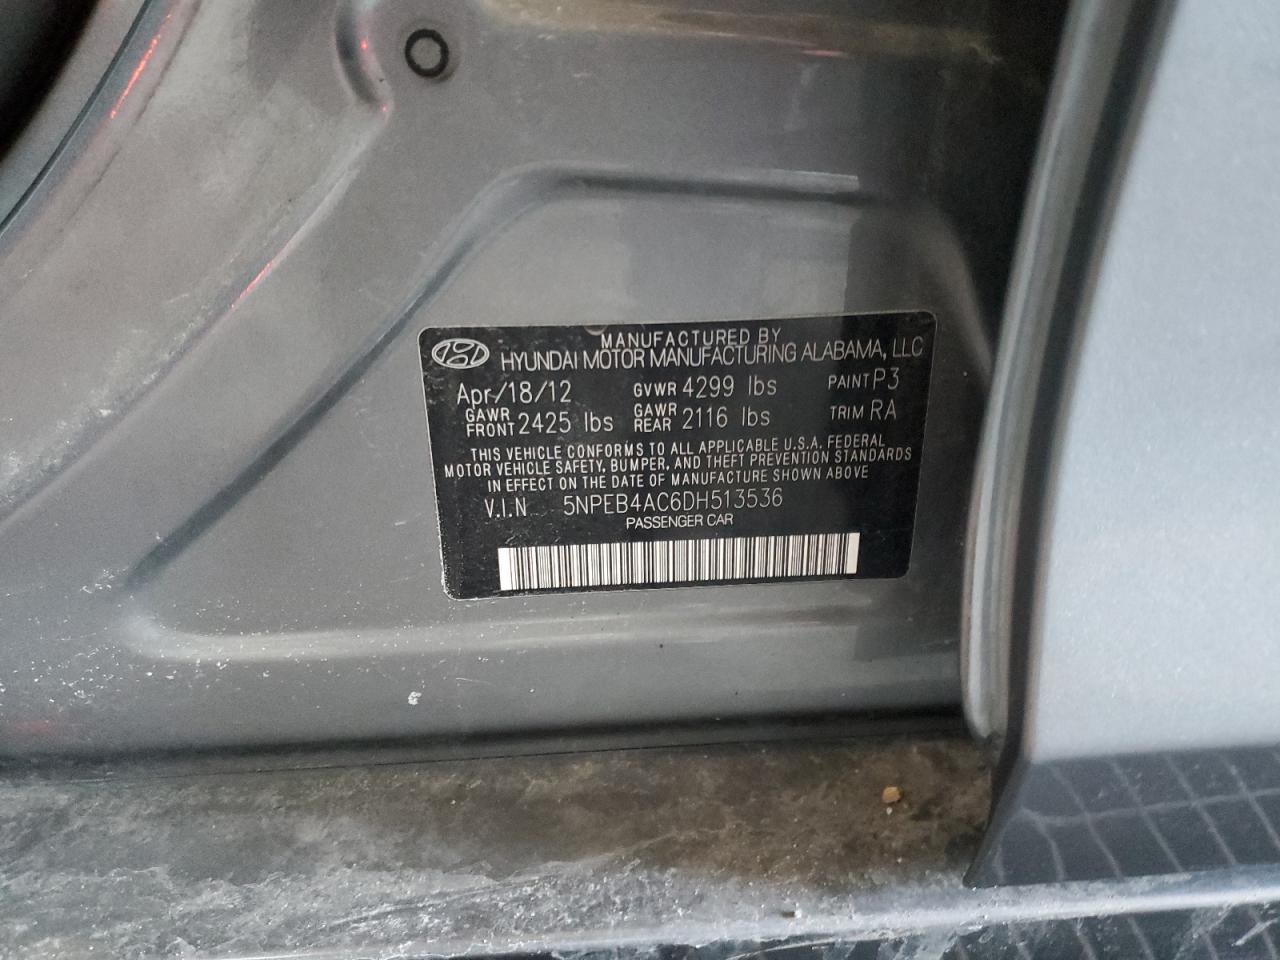 MANUFACTURED BY
HYUNDAI MOTOR MANUFACTURING ALABAMA, LLC
Apr/18/12 GVWR 4299 lbs PAINT P3
GAWR FRONT 2425 lbs GAWR REAR 2116 lbs TRIM RA
THIS VEHICLE CONFORMS TO ALL APPLICABLE U.S.A. FEDERAL
MOTOR VEHICLE SAFETY, BUMPER, AND THEFT PREVENTION STANDARDS
IN EFFECT ON THE DATE OF MANUFACTURE SHOWN ABOVE
V.I.N 5NPEB4AC6DH513536
PASSENGER CAR